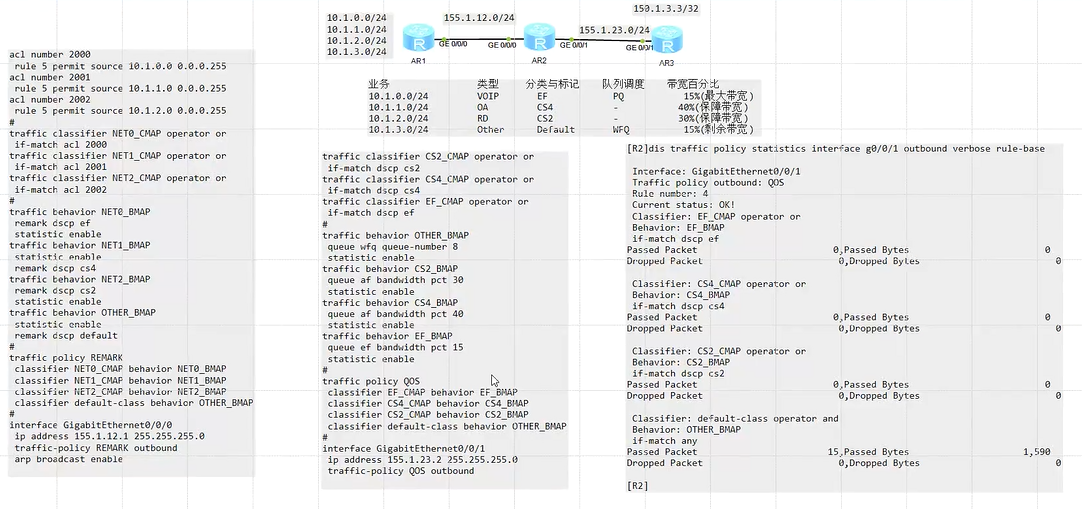 150.1.3.3/32
10.1.0.0/24
10.1.1.0/24
10.1.2.0/24
10.1.3.0/24
155.1.12.0/24
155.1.23.0/24
GE 0/0/0
GE 0/0/0
GE 0/0/1
GE 0/0/1
AR1
AR2
AR3
业务 类型 分类与标记 队列调度 带宽百分比
10.1.0.0/24 VOIP EF PQ 15%(最大带宽)
10.1.1.0/24 OA CS4 - 40%(保障带宽)
10.1.2.0/24 RD CS2 - 30%(保障带宽)
10.1.3.0/24 Other Default WFQ 15%(剩余带宽)
acl number 2000
rule 5 permit source 10.1.0.0 0.0.0.255
acl number 2001
rule 5 permit source 10.1.1.0 0.0.0.255
acl number 2002
rule 5 permit source 10.1.2.0 0.0.0.255
#
traffic classifier NET0_CMAP operator or
if-match acl 2000
traffic classifier NET1_CMAP operator or
if-match acl 2001
traffic classifier NET2_CMAP operator or
if-match acl 2002
#
traffic behavior NET0_BMAP
remark dscp ef
statistic enable
traffic behavior NET1_BMAP
statistic enable
remark dscp cs4
traffic behavior NET2_BMAP
remark dscp cs2
statistic enable
traffic behavior OTHER_BMAP
statistic enable
remark dscp default
#
traffic policy REMARK
classifier NET0_CMAP behavior NET0_BMAP
classifier NET1_CMAP behavior NET1_BMAP
classifier NET2_CMAP behavior NET2_BMAP
classifier default-class behavior OTHER_BMAP
#
interface GigabitEthernet0/0/0
ip address 155.1.12.1 255.255.255.0
traffic-policy REMARK outbound
arp broadcast enable
traffic classifier CS2_CMAP operator or
if-match dscp cs2
traffic classifier CS4_CMAP operator or
if-match dscp cs4
traffic classifier EF_CMAP operator or
if-match dscp ef
#
traffic behavior OTHER_BMAP
queue wfq queue-number 8
statistic enable
traffic behavior CS2_BMAP
queue af bandwidth pct 30
statistic enable
traffic behavior CS4_BMAP
queue af bandwidth pct 40
statistic enable
traffic behavior EF_BMAP
queue ef bandwidth pct 15
statistic enable
#
traffic policy QOS
classifier EF_CMAP behavior EF_BMAP
classifier CS4_CMAP behavior CS4_BMAP
classifier CS2_CMAP behavior CS2_BMAP
classifier default-class behavior OTHER_BMAP
#
interface GigabitEthernet0/0/1
ip address 155.1.23.2 255.255.255.0
traffic-policy QOS outbound
[R2]dis traffic policy statistics interface g0/0/1 outbound verbose rule-base
Interface: GigabitEthernet0/0/1
Traffic policy outbound: QOS
Rule number: 4
Current status: OK!
Classifier: EF_CMAP operator or
Behavior: EF_BMAP
if-match dscp ef
Passed Packet 0,Passed Bytes 0
Dropped Packet 0,Dropped Bytes 0
Classifier: CS4_CMAP operator or
Behavior: CS4_BMAP
if-match dscp cs4
Passed Packet 0,Passed Bytes 0
Dropped Packet 0,Dropped Bytes 0
Classifier: CS2_CMAP operator or
Behavior: CS2_BMAP
if-match dscp cs2
Passed Packet 0,Passed Bytes 0
Dropped Packet 0,Dropped Bytes 0
Classifier: default-class operator and
Behavior: OTHER_BMAP
if-match any
Passed Packet 15,Passed Bytes 1,590
Dropped Packet 0,Dropped Bytes 0
[R2]